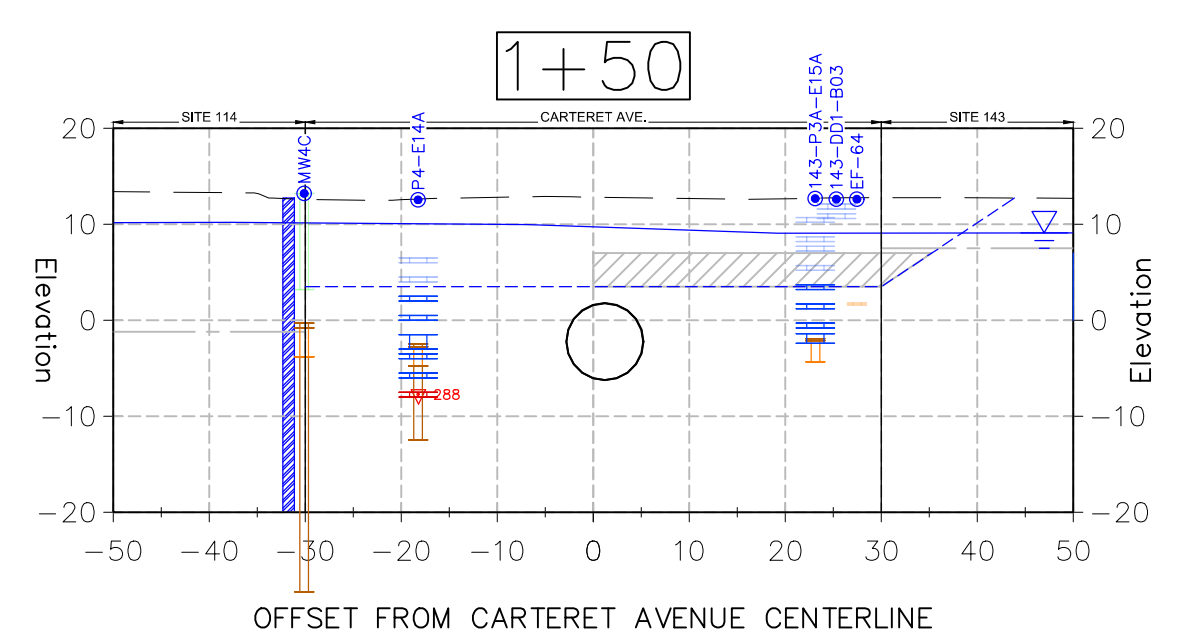 1+50
SITE 114
CARTERET AVE.
SITE 143
MW4C
P4-E14A
143-P3A-E15A
143-DD1-B03
EF-64
20
10
0
-10
-20
Elevation
20
10
0
-10
-20
Elevation
288
-50 -40 -30 -20 -10 0 10 20 30 40 50
OFFSET FROM CARTERET AVENUE CENTERLINE